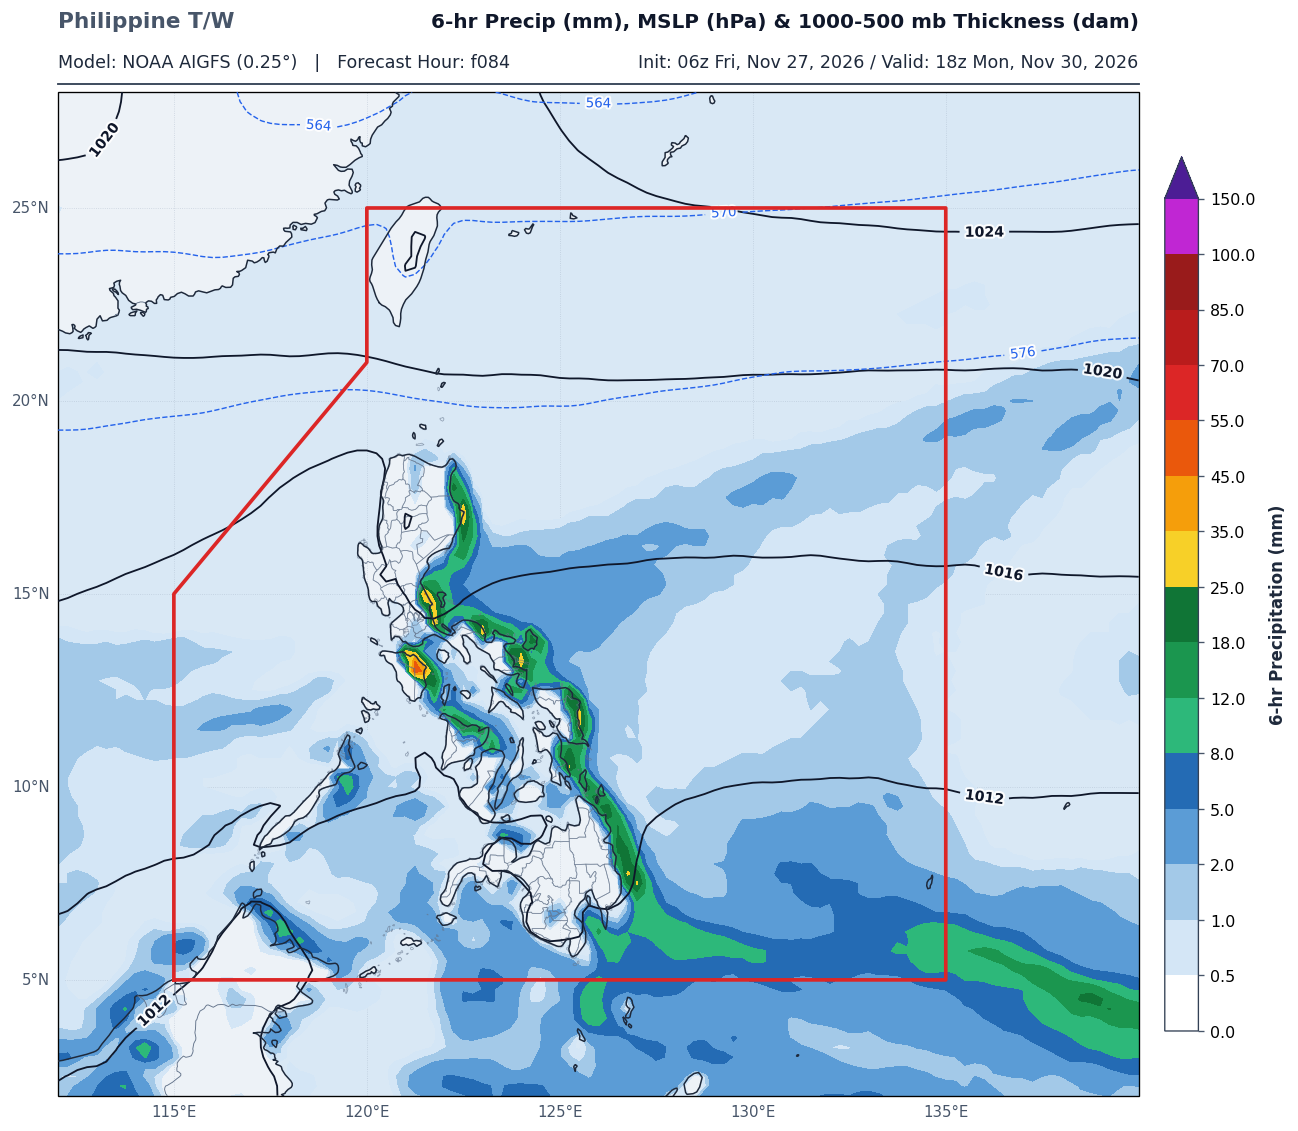 Philippine T/W
6-hr Precip (mm), MSLP (hPa) & 1000-500 mb Thickness (dam)
Model: NOAA AIGFS (0.25°)   |   Forecast Hour: f084
Init: 06z Fri, Nov 27, 2026 / Valid: 18z Mon, Nov 30, 2026
564
564
1020
25°N
570
1024
576
1020
20°N
1016
15°N
10°N
1012
5°N
1012
115°E
120°E
125°E
130°E
135°E
150.0
100.0
85.0
70.0
55.0
45.0
35.0
25.0
18.0
12.0
8.0
5.0
2.0
1.0
0.5
0.0
6-hr Precipitation (mm)